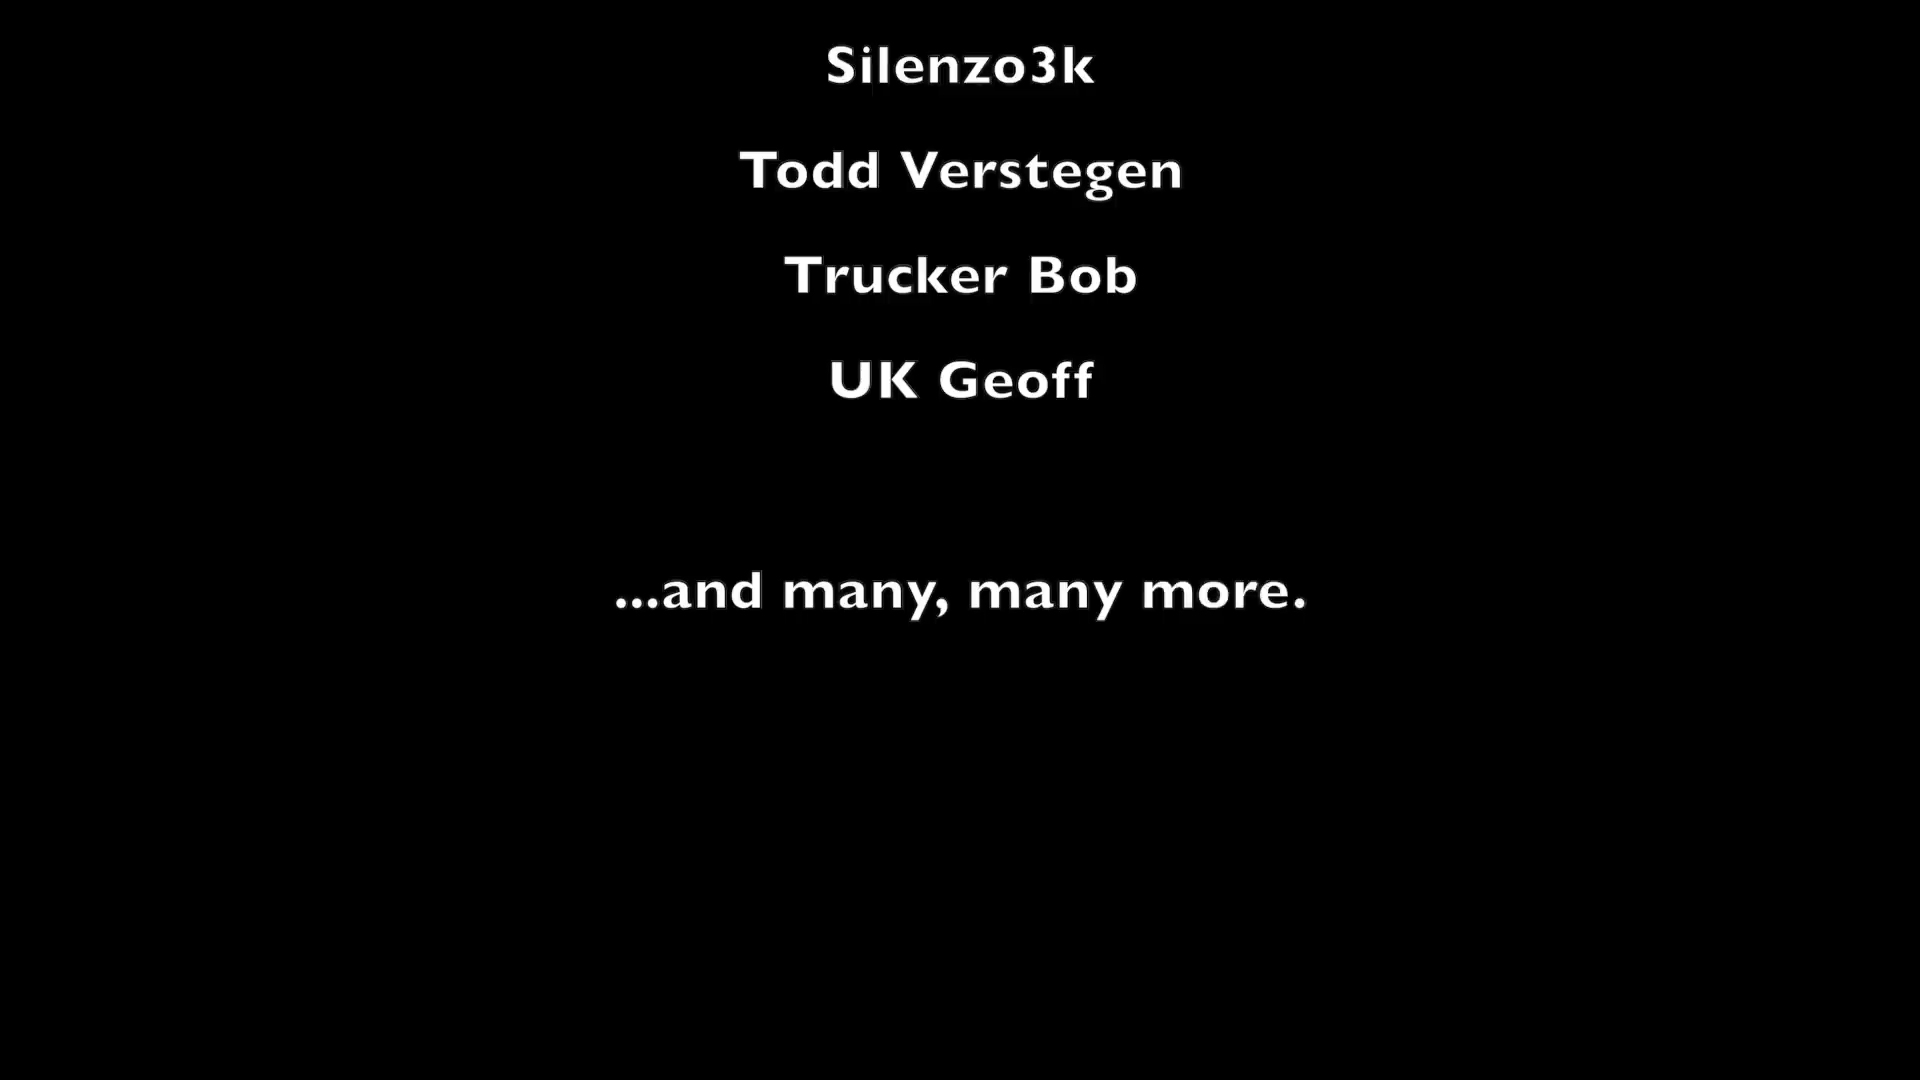 Silenzo3k
Todd Verstegen
Trucker Bob
UK Geoff
...and many, many more.